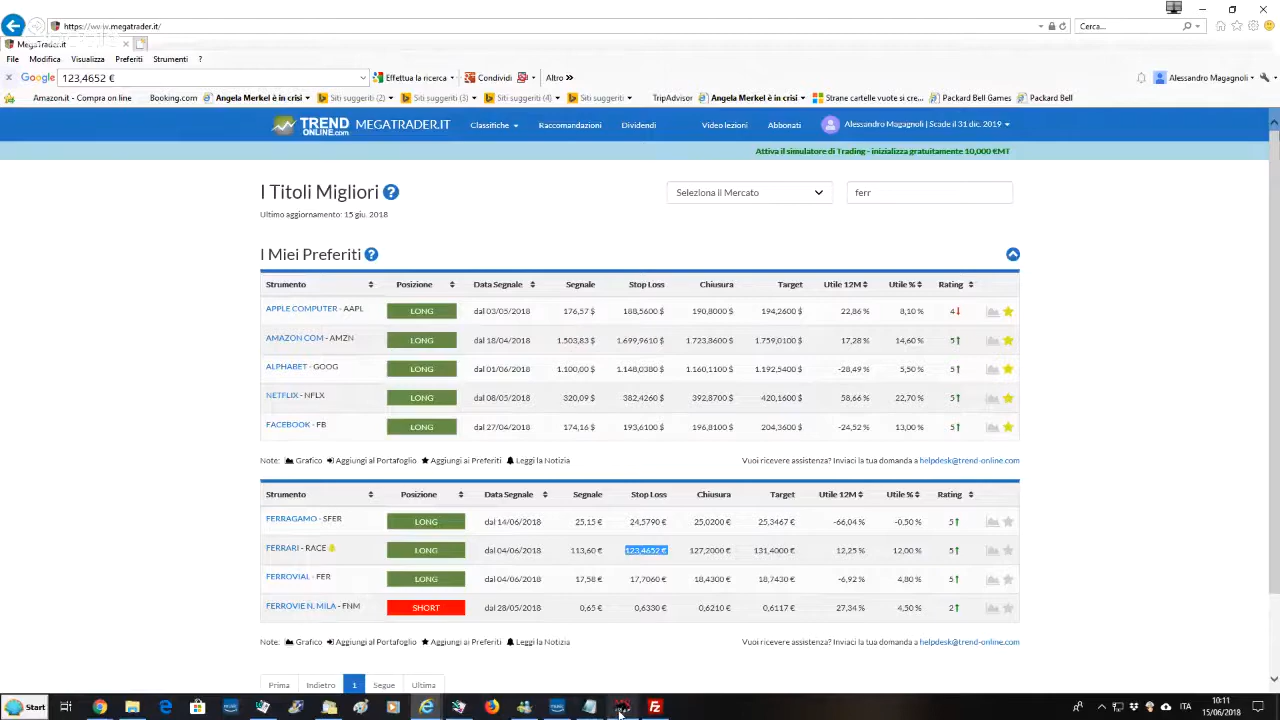 https://www.megatrader.it/
Cerca...
MegaTrader.it
File Modifica Visualizza Preferiti Strumenti ?
Google 123,4652 € Effettua la ricerca Condividi Altro »
Alessandro Magagnoli
Amazon.it - Compra on line Booking.com Angela Merkel è in crisi Siti suggeriti (2) Siti suggeriti (3) Siti suggeriti (4) Siti suggeriti TripAdvisor Angela Merkel è in crisi Strane cartelle vuote si cre... Packard Bell Games Packard Bell
TREND ONLINE.com MEGATRADER.IT Classifiche Raccomandazioni Dividendi Video lezioni Abbonati Alessandro Magagnoli | Scade il 31 dic. 2019
Attiva il simulatore di Trading - inizializza gratuitamente 10,000 €MT
I Titoli Migliori ?
Seleziona il Mercato
ferr
Ultimo aggiornamento: 15 giu. 2018
I Miei Preferiti ?
Strumento Posizione Data Segnale Segnale Stop Loss Chiusura Target Utile 12M Utile % Rating
APPLE COMPUTER - AAPL LONG dal 03/05/2018 176,57 $ 188,5600 $ 190,8000 $ 194,2600 $ 22,86 % 8,10 % 4
AMAZON COM - AMZN LONG dal 18/04/2018 1.503,83 $ 1.699,9610 $ 1.723,8600 $ 1.759,0100 $ 17,28 % 14,60 % 5
ALPHABET - GOOG LONG dal 01/06/2018 1.100,00 $ 1.148,0380 $ 1.160,1100 $ 1.192,5400 $ -28,49 % 5,50 % 5
NETFLIX - NFLX LONG dal 08/05/2018 320,09 $ 382,4260 $ 392,8700 $ 420,1600 $ 58,66 % 22,70 % 5
FACEBOOK - FB LONG dal 27/04/2018 174,16 $ 193,6100 $ 196,8100 $ 204,3600 $ -24,52 % 13,00 % 5
Note: Grafico Aggiungi al Portafoglio Aggiungi ai Preferiti Leggi la Notizia Vuoi ricevere assistenza? Inviaci la tua domanda a helpdesk@trend-online.com
Strumento Posizione Data Segnale Segnale Stop Loss Chiusura Target Utile 12M Utile % Rating
FERRAGAMO - SFER LONG dal 14/06/2018 25,15 € 24,5790 € 25,0200 € 25,3467 € -66,04 % -0,50 % 5
FERRARI - RACE LONG dal 04/06/2018 113,60 € 123,4652 € 127,2000 € 131,4000 € 12,25 % 12,00 % 5
FERROVIAL - FER LONG dal 04/06/2018 17,58 € 17,7060 € 18,4300 € 18,7430 € -6,92 % 4,80 % 5
FERROVIE N. MILA - FNM SHORT dal 28/05/2018 0,65 € 0,6330 € 0,6210 € 0,6117 € 27,34 % 4,50 % 2
Note: Grafico Aggiungi al Portafoglio Aggiungi ai Preferiti Leggi la Notizia Vuoi ricevere assistenza? Inviaci la tua domanda a helpdesk@trend-online.com
Prima Indietro 1 Segue Ultima
Start
ITA
10:11
15/06/2018